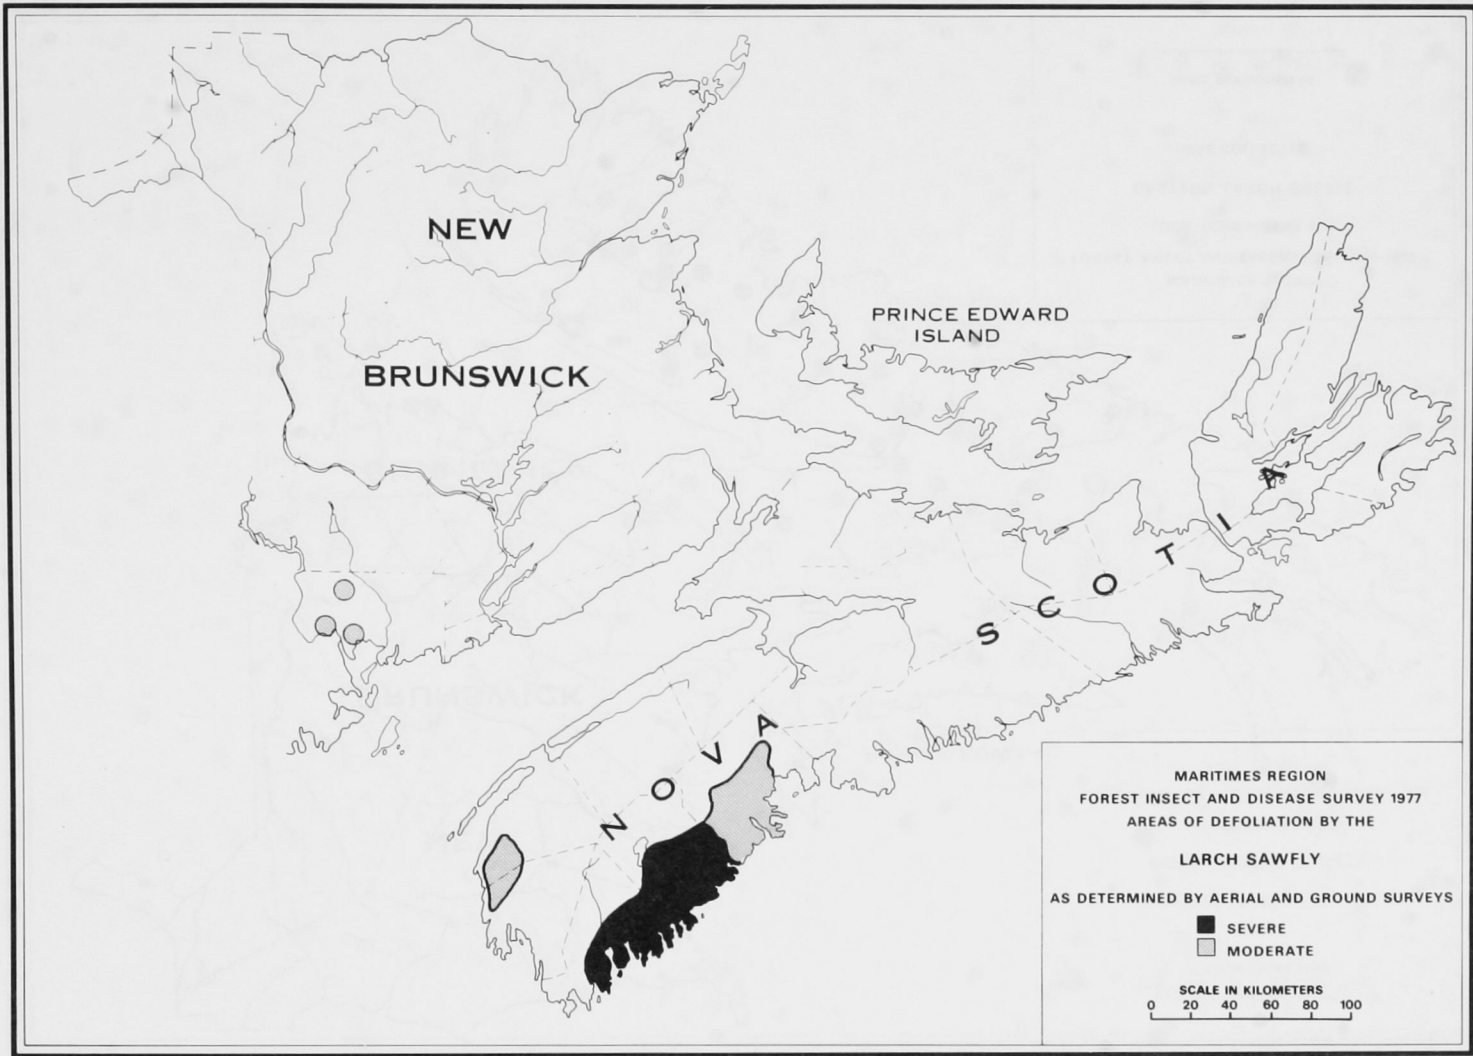 NEW
BRUNSWICK
PRINCE EDWARD
ISLAND
NOVA SCOTIA
MARITIMES REGION
FOREST INSECT AND DISEASE SURVEY 1977
AREAS OF DEFOLIATION BY THE
LARCH SAWFLY
AS DETERMINED BY AERIAL AND GROUND SURVEYS
SEVERE
MODERATE
SCALE IN KILOMETERS
0 20 40 60 80 100